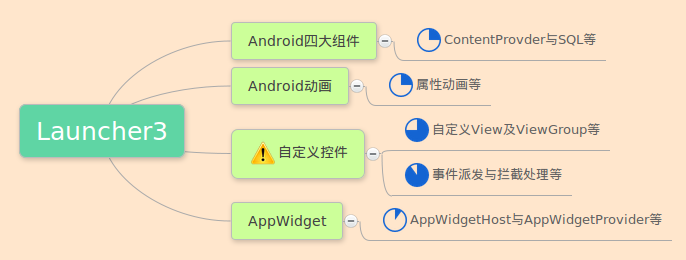 Launcher3
Android四大组件
ContentProvder与SQL等
Android动画
属性动画等
自定义控件
自定义View及ViewGroup等
事件派发与拦截处理等
AppWidget
AppWidgetHost与AppWidgetProvider等